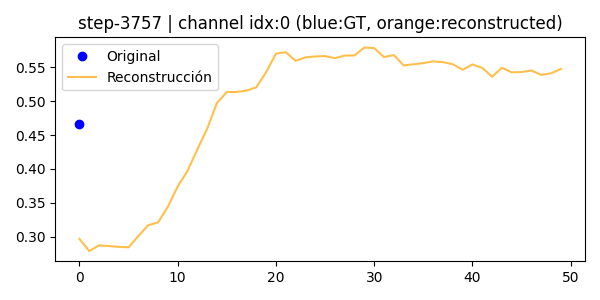 step-3757 | channel idx:0 (blue:GT, orange:reconstructed)
Original
Reconstrucción
0.55
0.50
0.45
0.40
0.35
0.30
0 10 20 30 40 50